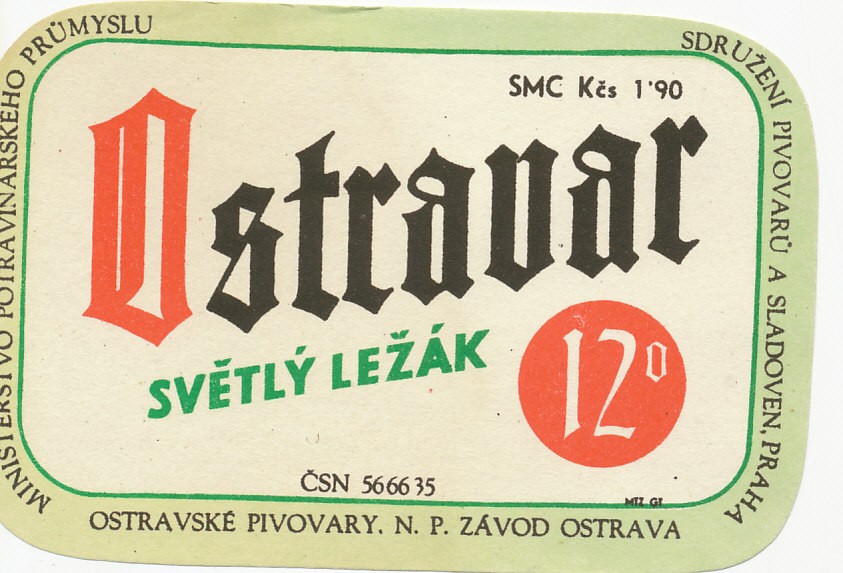 MINISTERSTVO POTRAVINÁŘSKÉHO PRŮMYSLU
SDRUŽENÍ PIVOVARŮ A SLADOVEN, PRAHA
SMC Kčs 1'90
Ostravar
SVĚTLÝ LEŽÁK
12º
ČSN 566635
MTZ GT
OSTRAVSKÉ PIVOVARY. N. P. ZÁVOD OSTRAVA